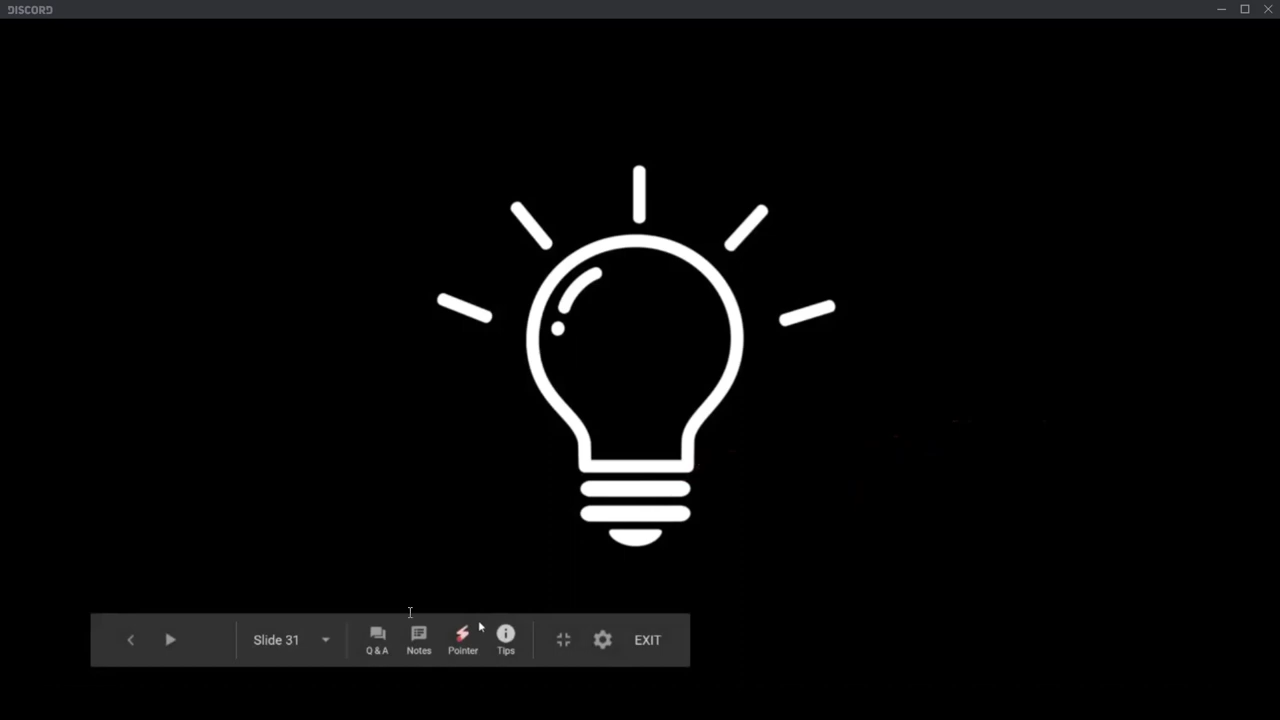 DISCORD
Slide 31
Q & A
Notes
Pointer
Tips
EXIT